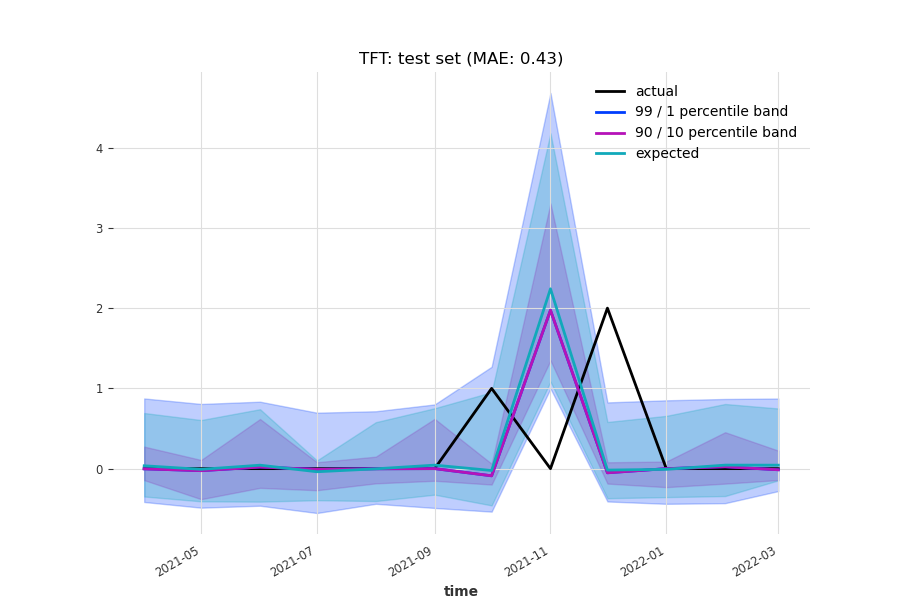 TFT: test set (MAE: 0.43)
actual
99 / 1 percentile band
90 / 10 percentile band
expected
4
3
2
1
0
2021-05
2021-07
2021-09
2021-11
2022-01
2022-03
time